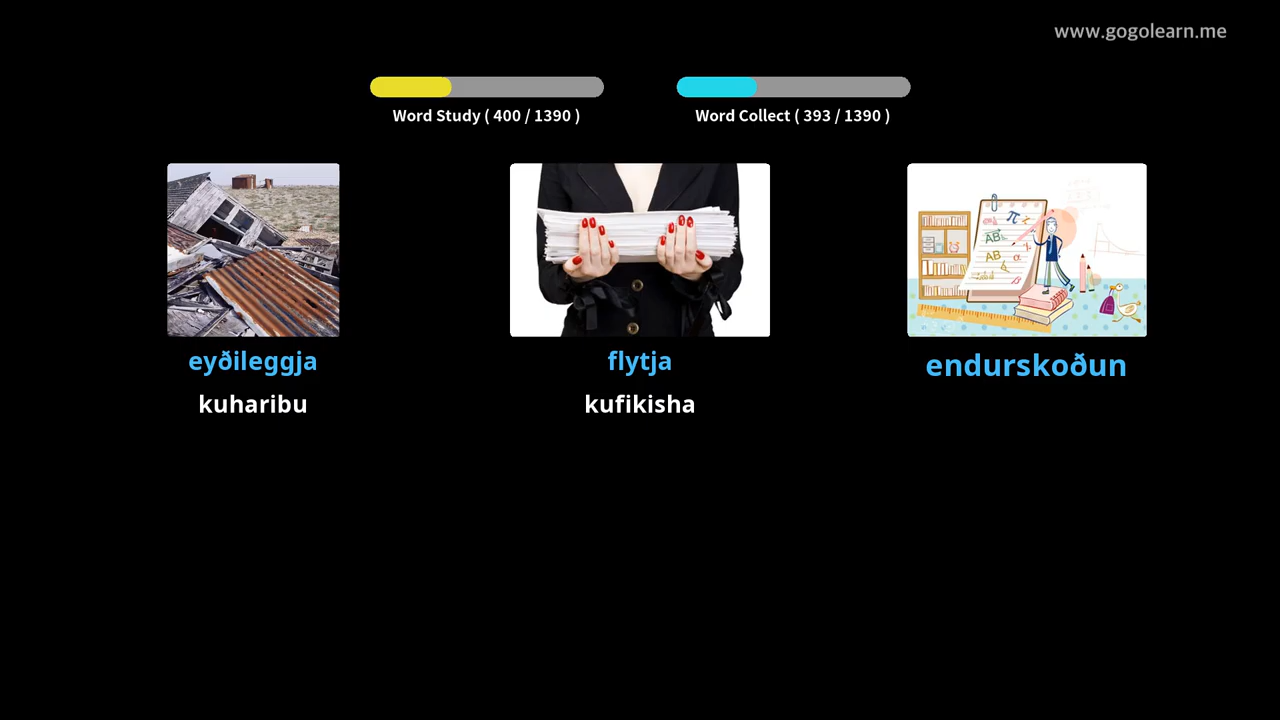 www.gogolearn.me
Word Study ( 400 / 1390 )
Word Collect ( 393 / 1390 )
eyðileggja
flytja
endurskoðun
kuharibu
kufikisha